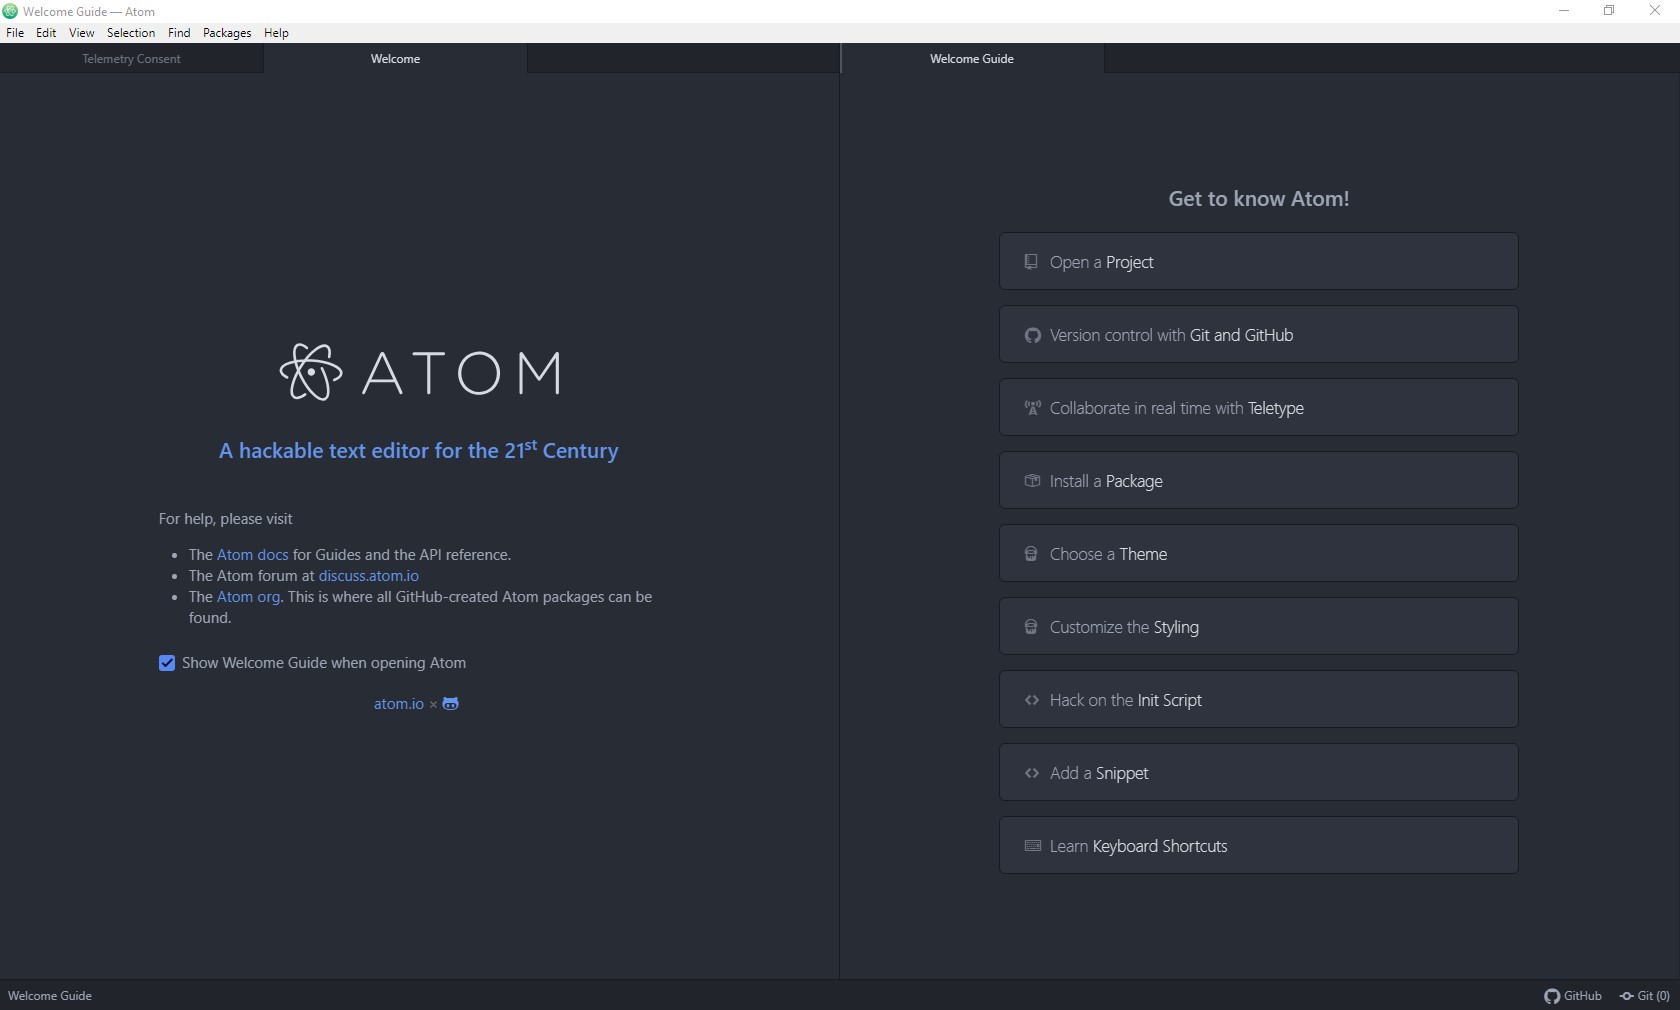 Welcome Guide — Atom
File Edit View Selection Find Packages Help
Telemetry Consent
Welcome
Welcome Guide
ATOM
A hackable text editor for the 21st Century
For help, please visit
• The Atom docs for Guides and the API reference.
• The Atom forum at discuss.atom.io
• The Atom org. This is where all GitHub-created Atom packages can be
found.
Show Welcome Guide when opening Atom
atom.io ×
Get to know Atom!
Open a Project
Version control with Git and GitHub
Collaborate in real time with Teletype
Install a Package
Choose a Theme
Customize the Styling
Hack on the Init Script
Add a Snippet
Learn Keyboard Shortcuts
Welcome Guide
GitHub
Git (0)